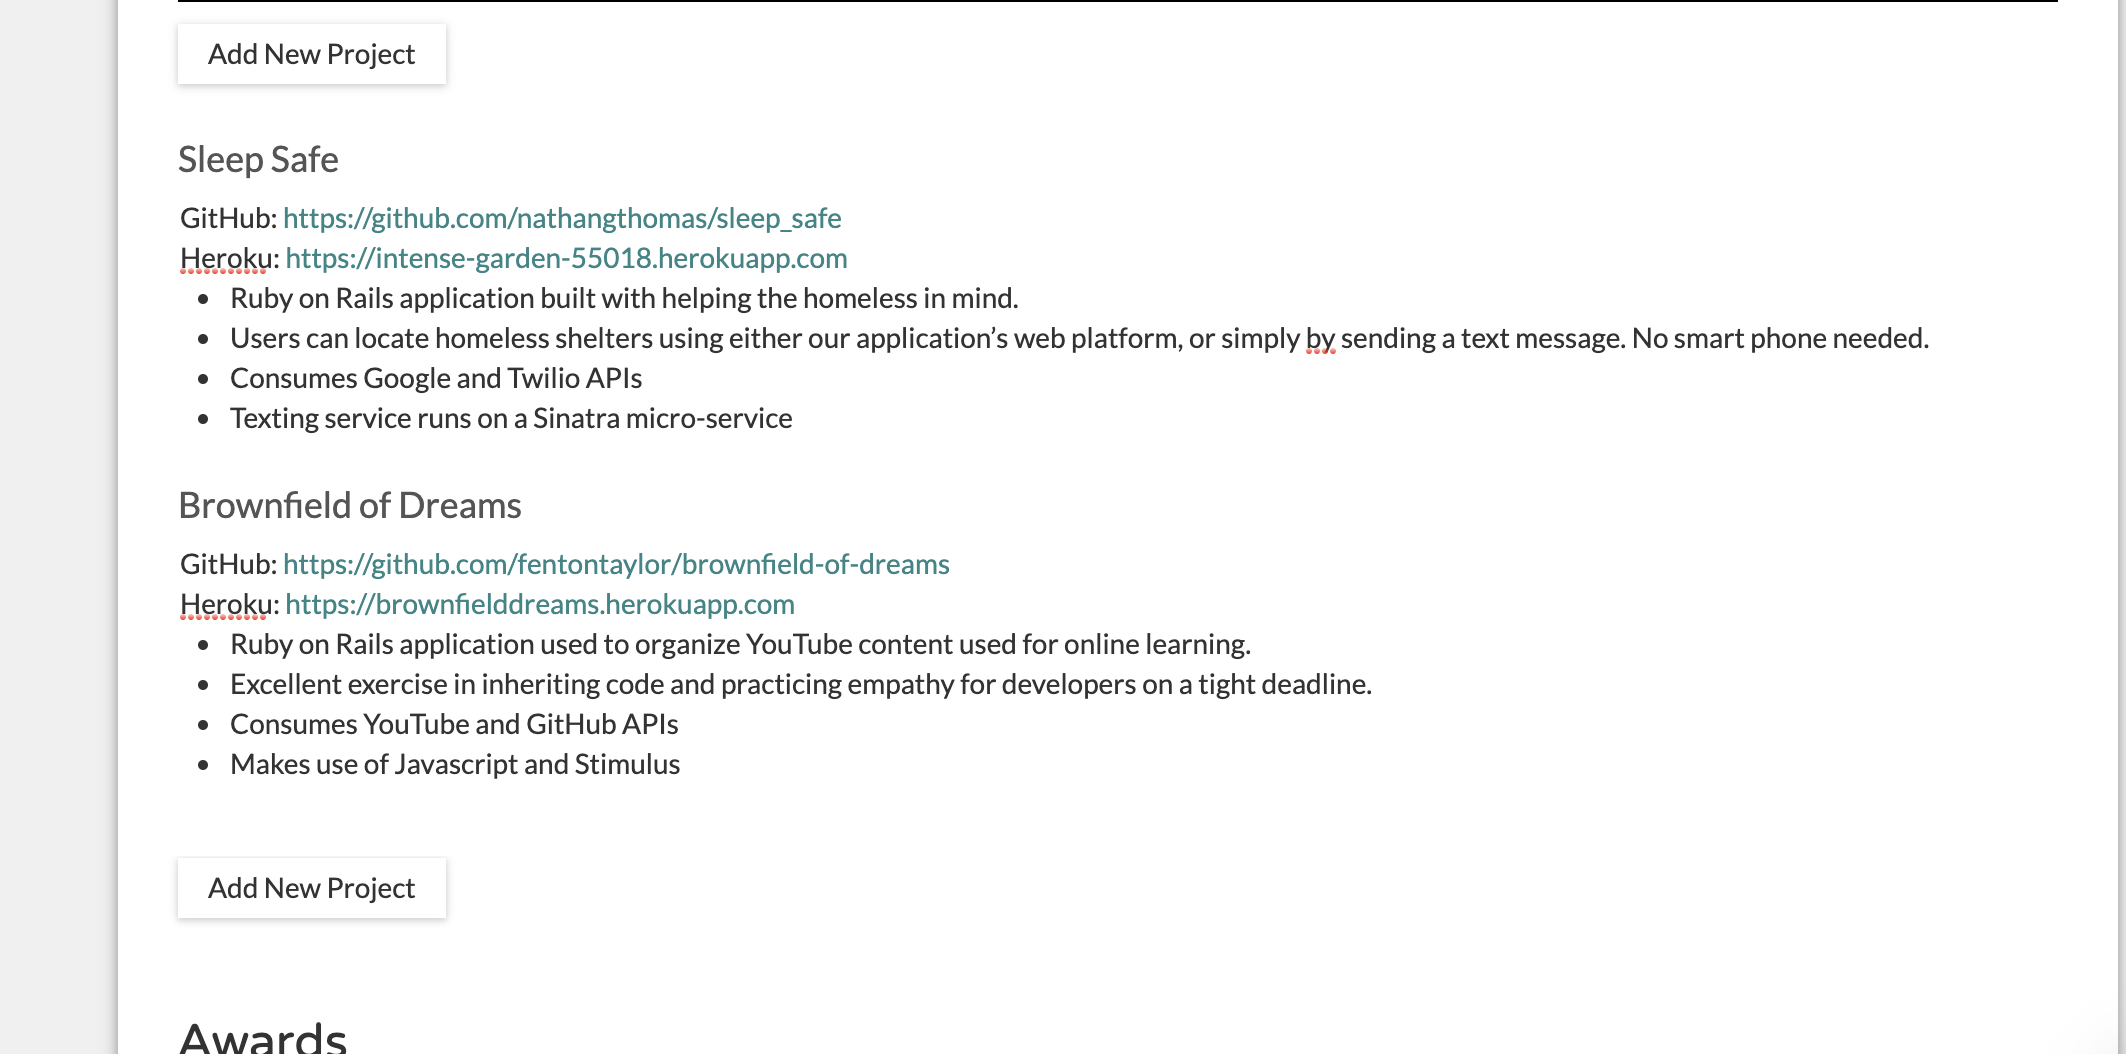 Add New Project
Sleep Safe
GitHub: https://github.com/nathangthomas/sleep_safe
Heroku: https://intense-garden-55018.herokuapp.com
• Ruby on Rails application built with helping the homeless in mind.
• Users can locate homeless shelters using either our application’s web platform, or simply by sending a text message. No smart phone needed.
• Consumes Google and Twilio APIs
• Texting service runs on a Sinatra micro-service
Brownfield of Dreams
GitHub: https://github.com/fentontaylor/brownfield-of-dreams
Heroku: https://brownfielddreams.herokuapp.com
• Ruby on Rails application used to organize YouTube content used for online learning.
• Excellent exercise in inheriting code and practicing empathy for developers on a tight deadline.
• Consumes YouTube and GitHub APIs
• Makes use of Javascript and Stimulus
Add New Project
Awards